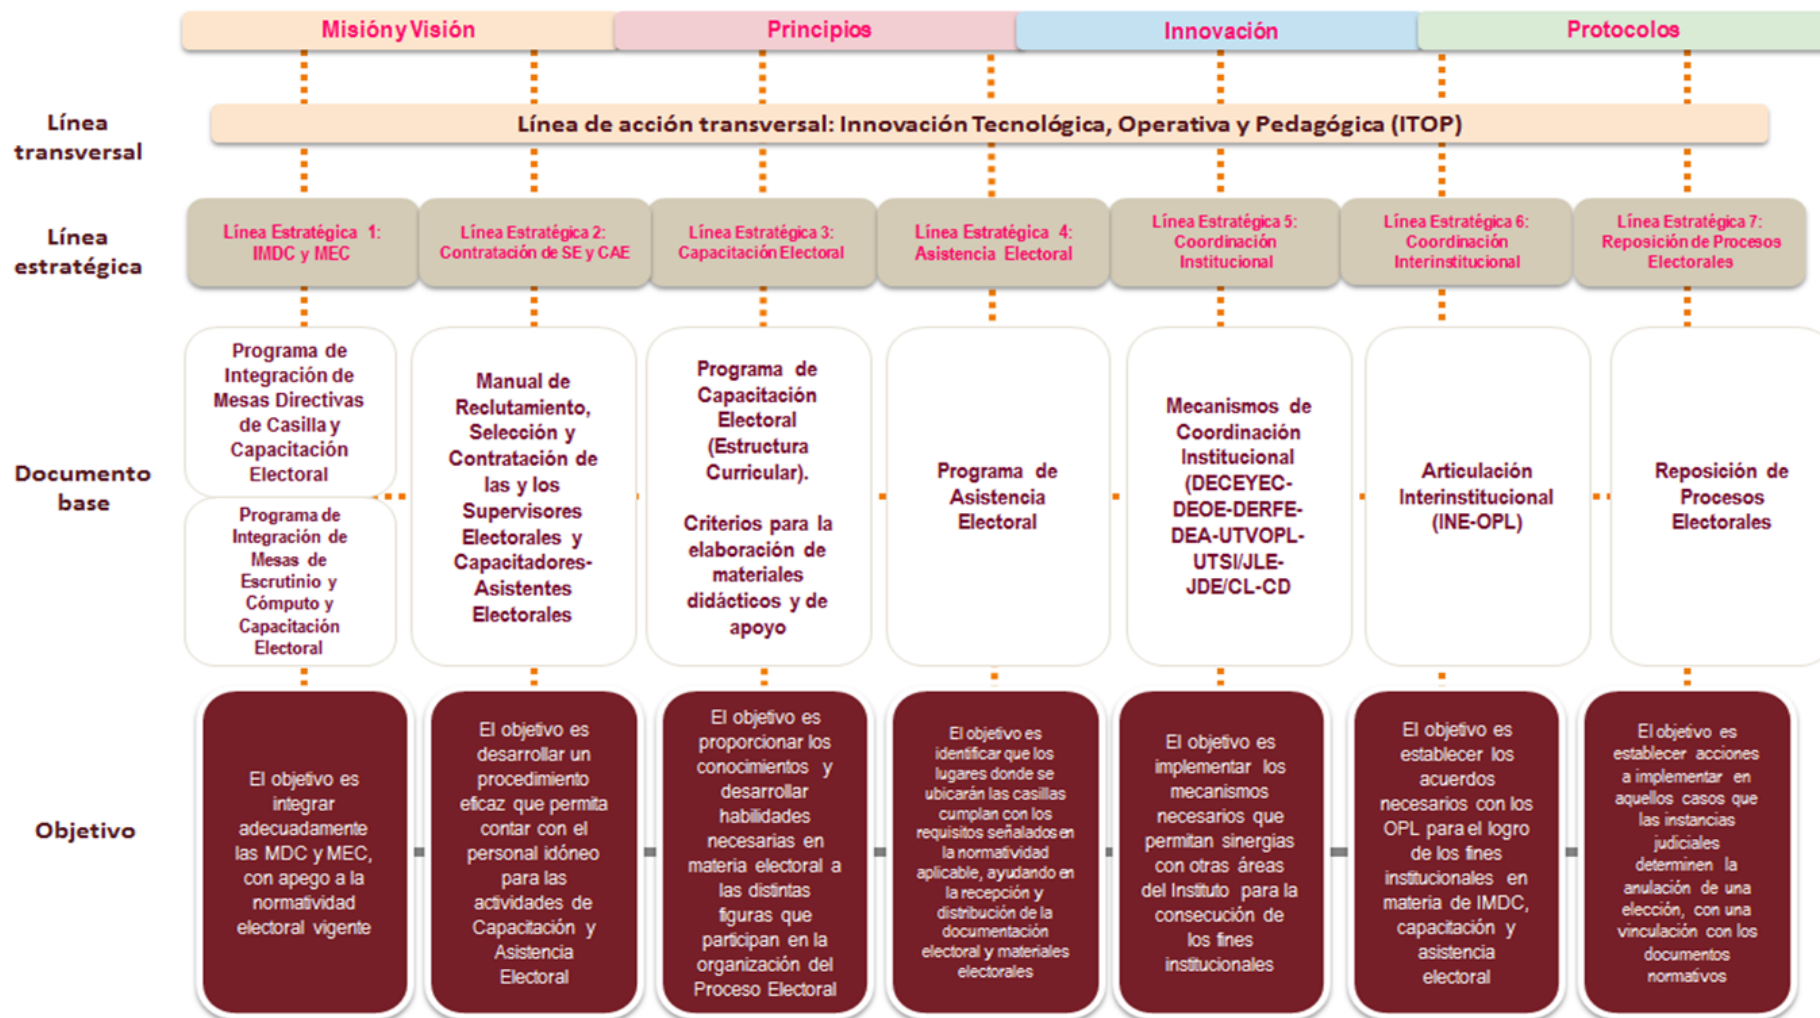 Misión y Visión
Principios
Innovación
Protocolos
Línea
transversal
Línea de acción transversal: Innovación Tecnológica, Operativa y Pedagógica (ITOP)
Línea
estratégica
Línea Estratégica 1:
IMDC y MEC
Línea Estratégica 2:
Contratación de SE y CAE
Línea Estratégica 3:
Capacitación Electoral
Línea Estratégica 4:
Asistencia Electoral
Línea Estratégica 5:
Coordinación
Institucional
Línea Estratégica 6:
Coordinación
Interinstitucional
Línea Estratégica 7:
Reposición de Procesos
Electorales
Documento
base
Programa de
Integración de
Mesas Directivas
de Casilla y
Capacitación
Electoral
Programa de
Integración de
Mesas de
Escrutinio y
Cómputo y
Capacitación
Electoral
Manual de
Reclutamiento,
Selección y
Contratación de
las y los
Supervisores
Electorales y
Capacitadores-
Asistentes
Electorales
Programa de
Capacitación
Electoral
(Estructura
Curricular).
Criterios para la
elaboración de
materiales
didácticos y de
apoyo
Programa de
Asistencia
Electoral
Mecanismos de
Coordinación
Institucional
(DECEYEC-
DEOE-DERFE-
DEA-UTVOPL-
UTSI/JLE-
JDE/CL-CD
Articulación
Interinstitucional
(INE-OPL)
Reposición de
Procesos
Electorales
Objetivo
El objetivo es
integrar
adecuadamente
las MDC y MEC,
con apego a la
normatividad
electoral vigente
El objetivo es
desarrollar un
procedimiento
eficaz que permita
contar con el
personal idóneo
para las
actividades de
Capacitación y
Asistencia
Electoral
El objetivo es
proporcionar los
conocimientos y
desarrollar
habilidades
necesarias en
materia electoral a
las distintas
figuras que
participan en la
organización del
Proceso Electoral
El objetivo es
identificar que los
lugares donde se
ubicarán las casillas
cumplan con los
requisitos señalados en
la normatividad
aplicable, ayudando en
la recepción y
distribución de la
documentación
electoral y materiales
electorales
El objetivo es
implementar los
mecanismos
necesarios que
permitan sinergias
con otras áreas
del Instituto para la
consecución de
los fines
institucionales
El objetivo es
establecer los
acuerdos
necesarios con los
OPL para el logro
de los fines
institucionales en
materia de IMDC,
capacitación y
asistencia
electoral
El objetivo es
establecer acciones
a implementar en
aquellos casos que
las instancias
judiciales
determinen la
anulación de una
elección, con una
vinculación con los
documentos
normativos